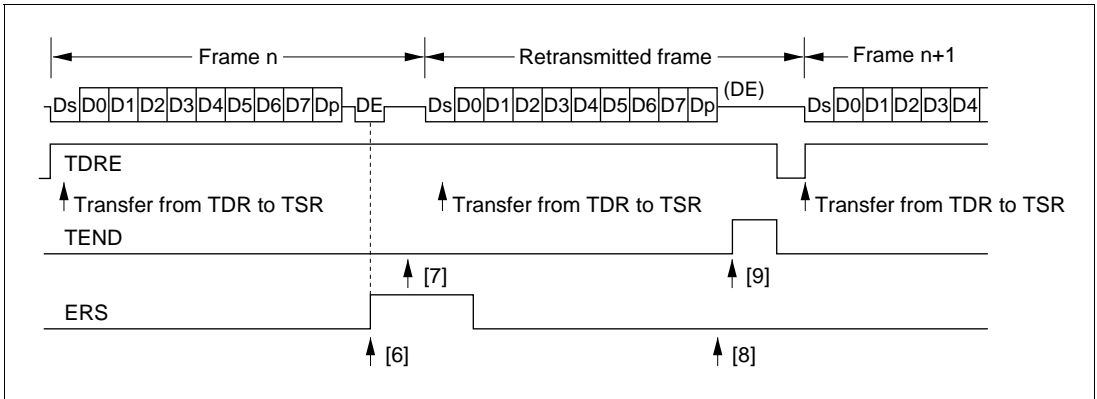 Frame n Retransmitted frame Frame n+1
Ds D0 D1 D2 D3 D4 D5 D6 D7 Dp DE Ds D0 D1 D2 D3 D4 D5 D6 D7 Dp (DE) Ds D0 D1 D2 D3 D4
TDRE
Transfer from TDR to TSR Transfer from TDR to TSR Transfer from TDR to TSR
TEND
[7] [9]
ERS
[6] [8]